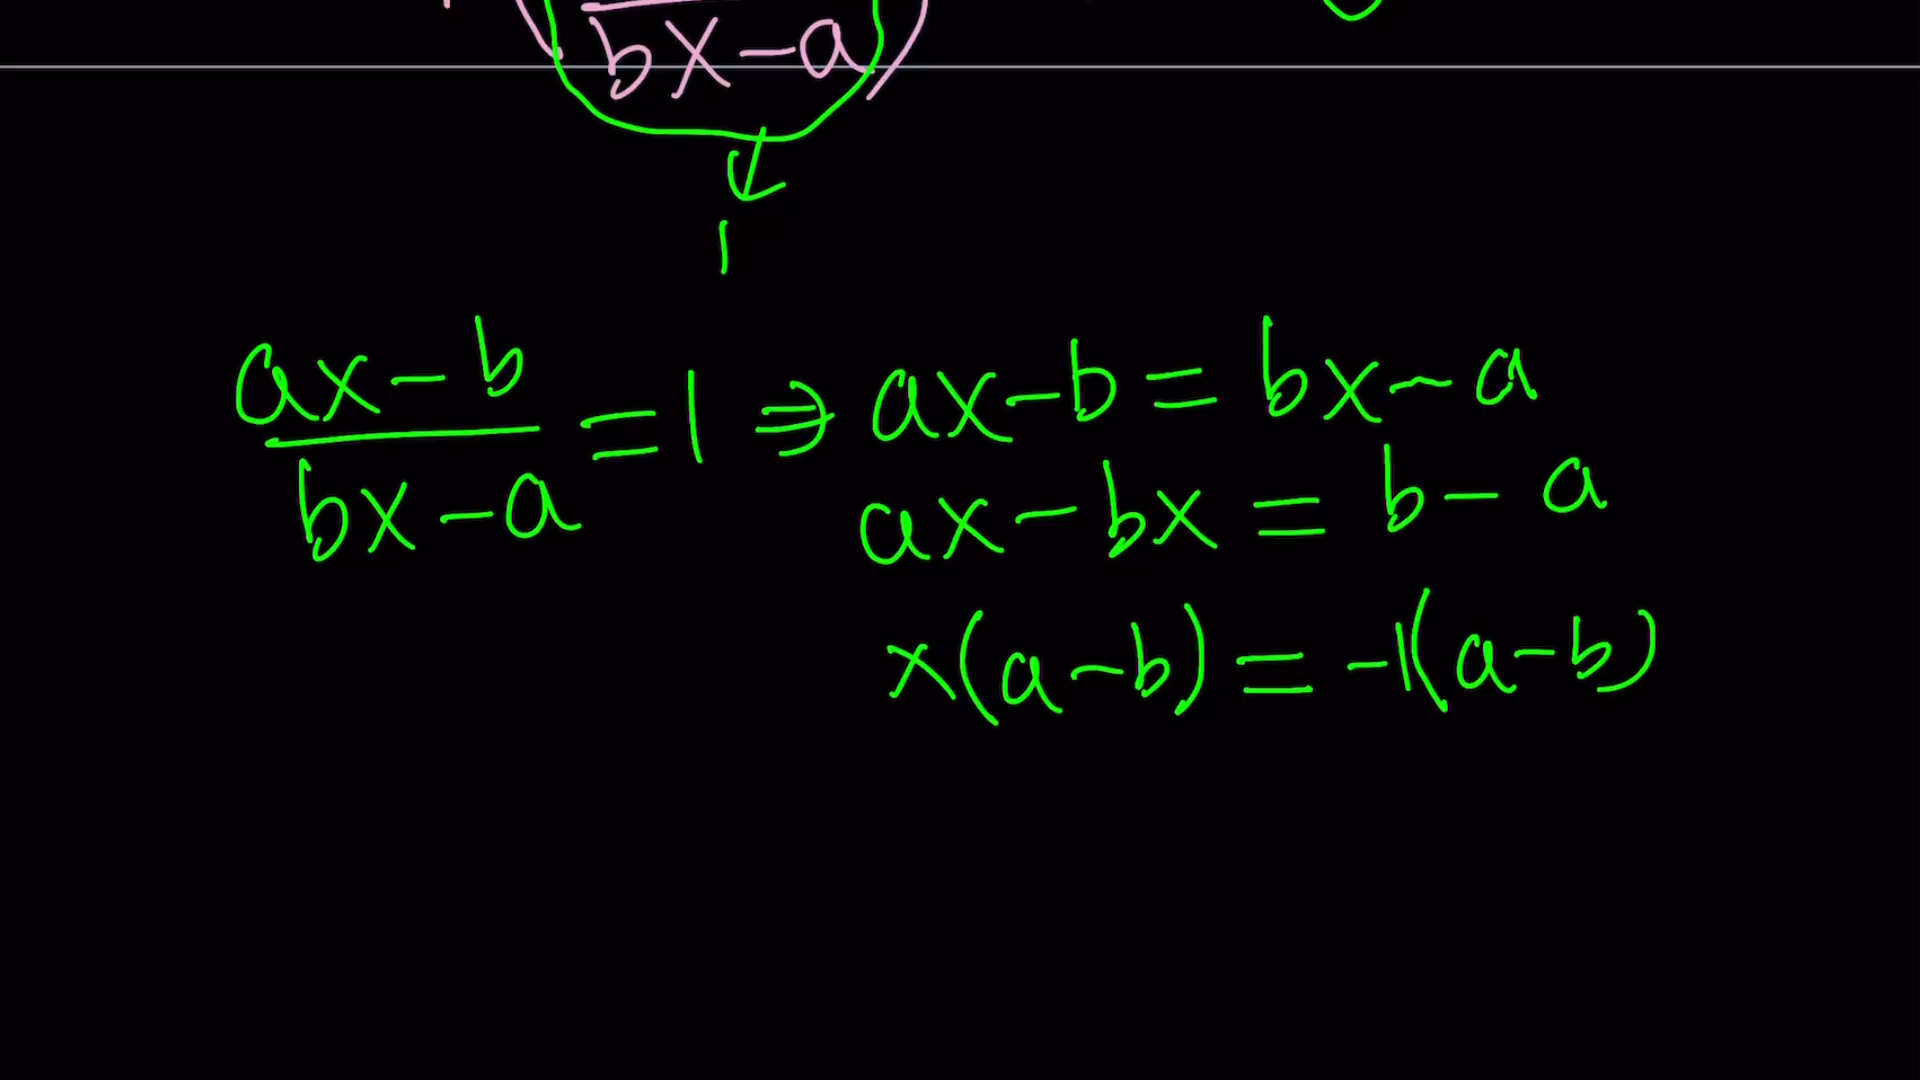 bx-a
1
ax-b
bx-a
=1 ⇒ ax-b = bx-a
ax-bx = b-a
x(a-b) = -1(a-b)